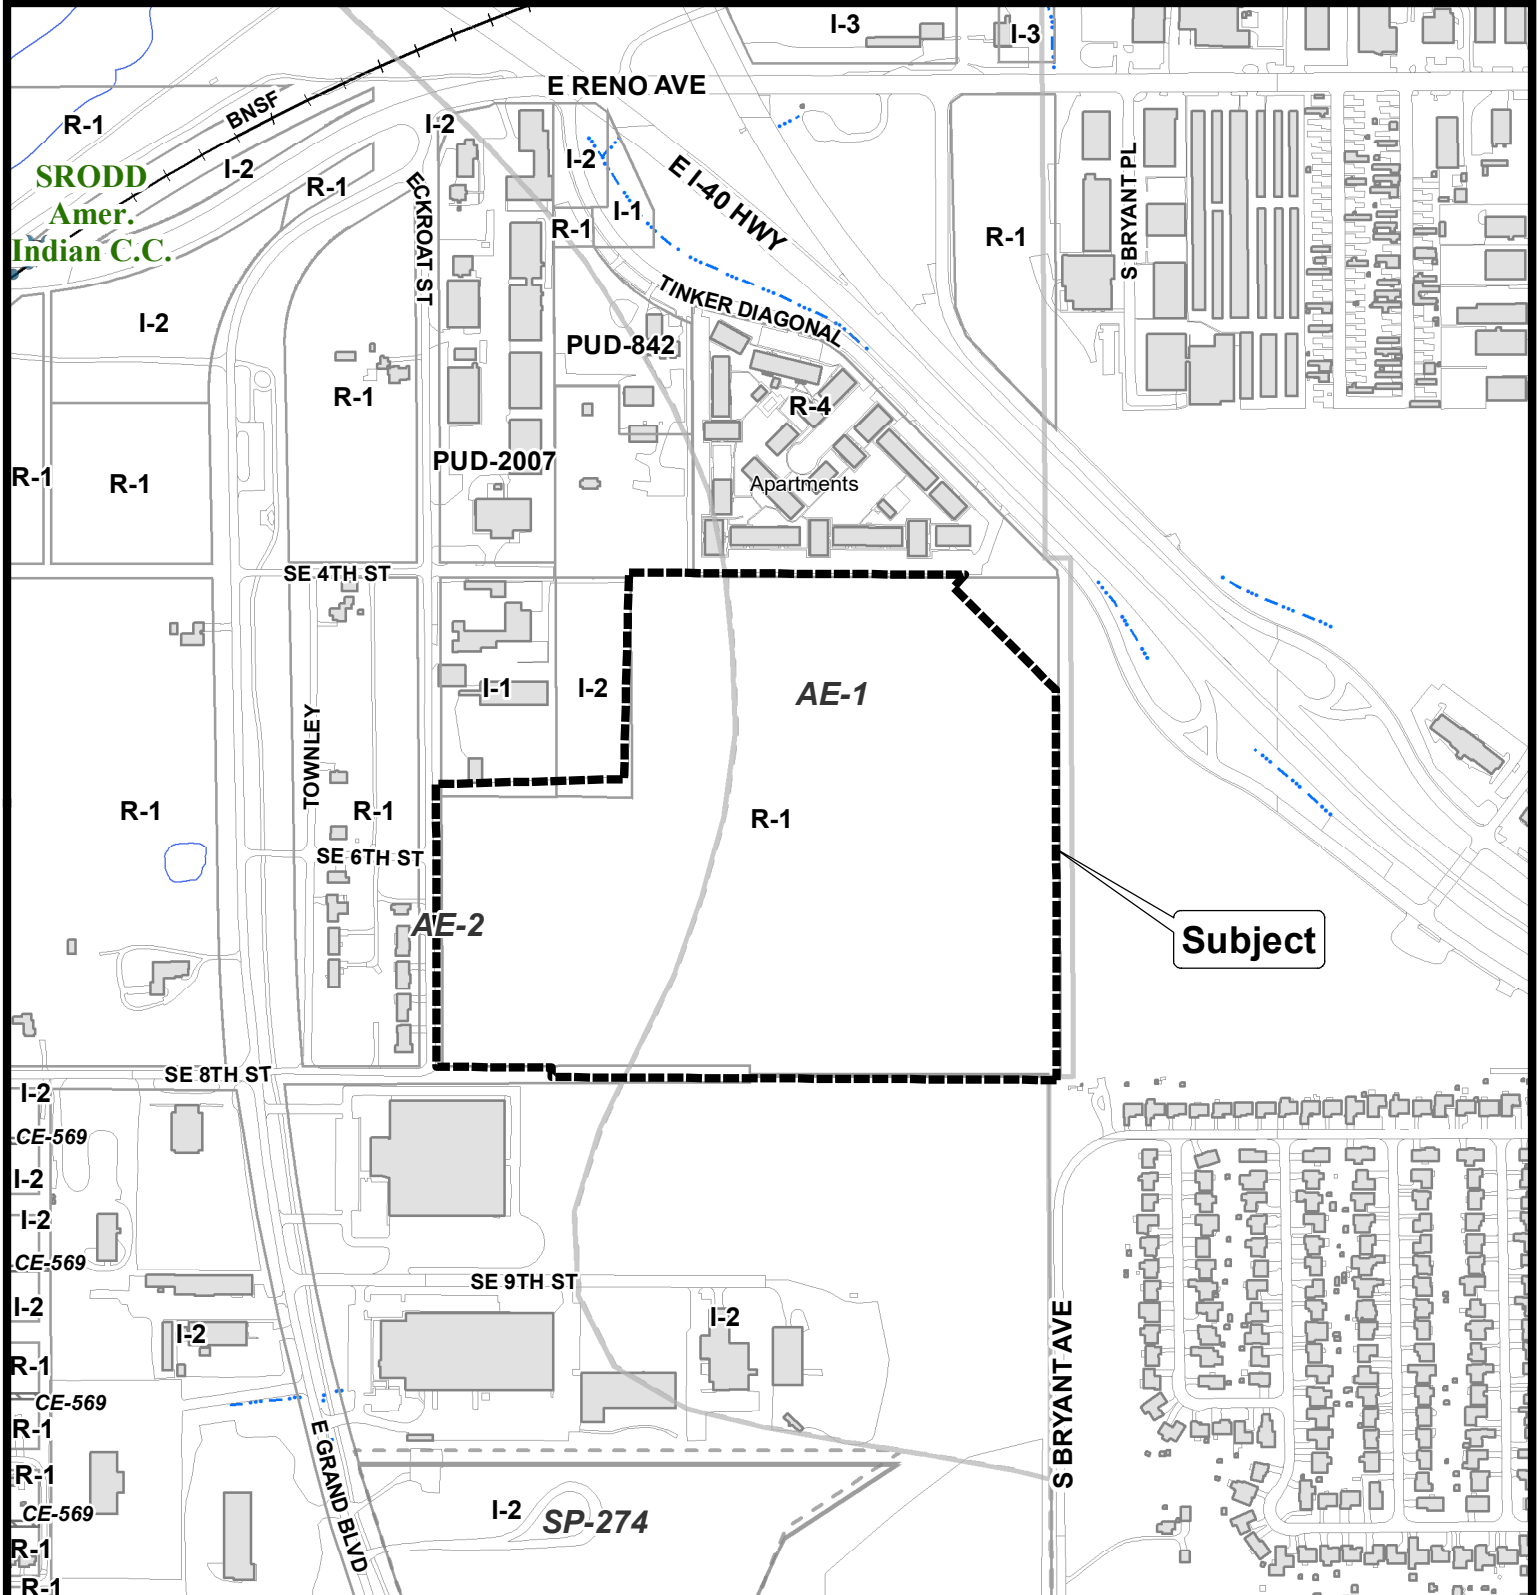 I-3
I-3
E RENO AVE
BNSF
R-1
I-2
I-2
R-1
I-2
SRODD
Amer.
Indian C.C.
ECKROAT ST
I-1
R-1
E I-40 HWY
R-1
S BRYANT PL
TINKER DIAGONAL
I-2
PUD-842
R-1
R-4
PUD-2007
R-1
R-1
Apartments
SE 4TH ST
I-1
I-2
AE-1
TOWNLEY
R-1
R-1
R-1
SE 6TH ST
AE-2
Subject
SE 8TH ST
I-2
CE-569
I-2
I-2
CE-569
SE 9TH ST
I-2
I-2
I-2
R-1
CE-569
R-1
S BRYANT AVE
E GRAND BLVD
R-1
CE-569
I-2
SP-274
R-1
R-1